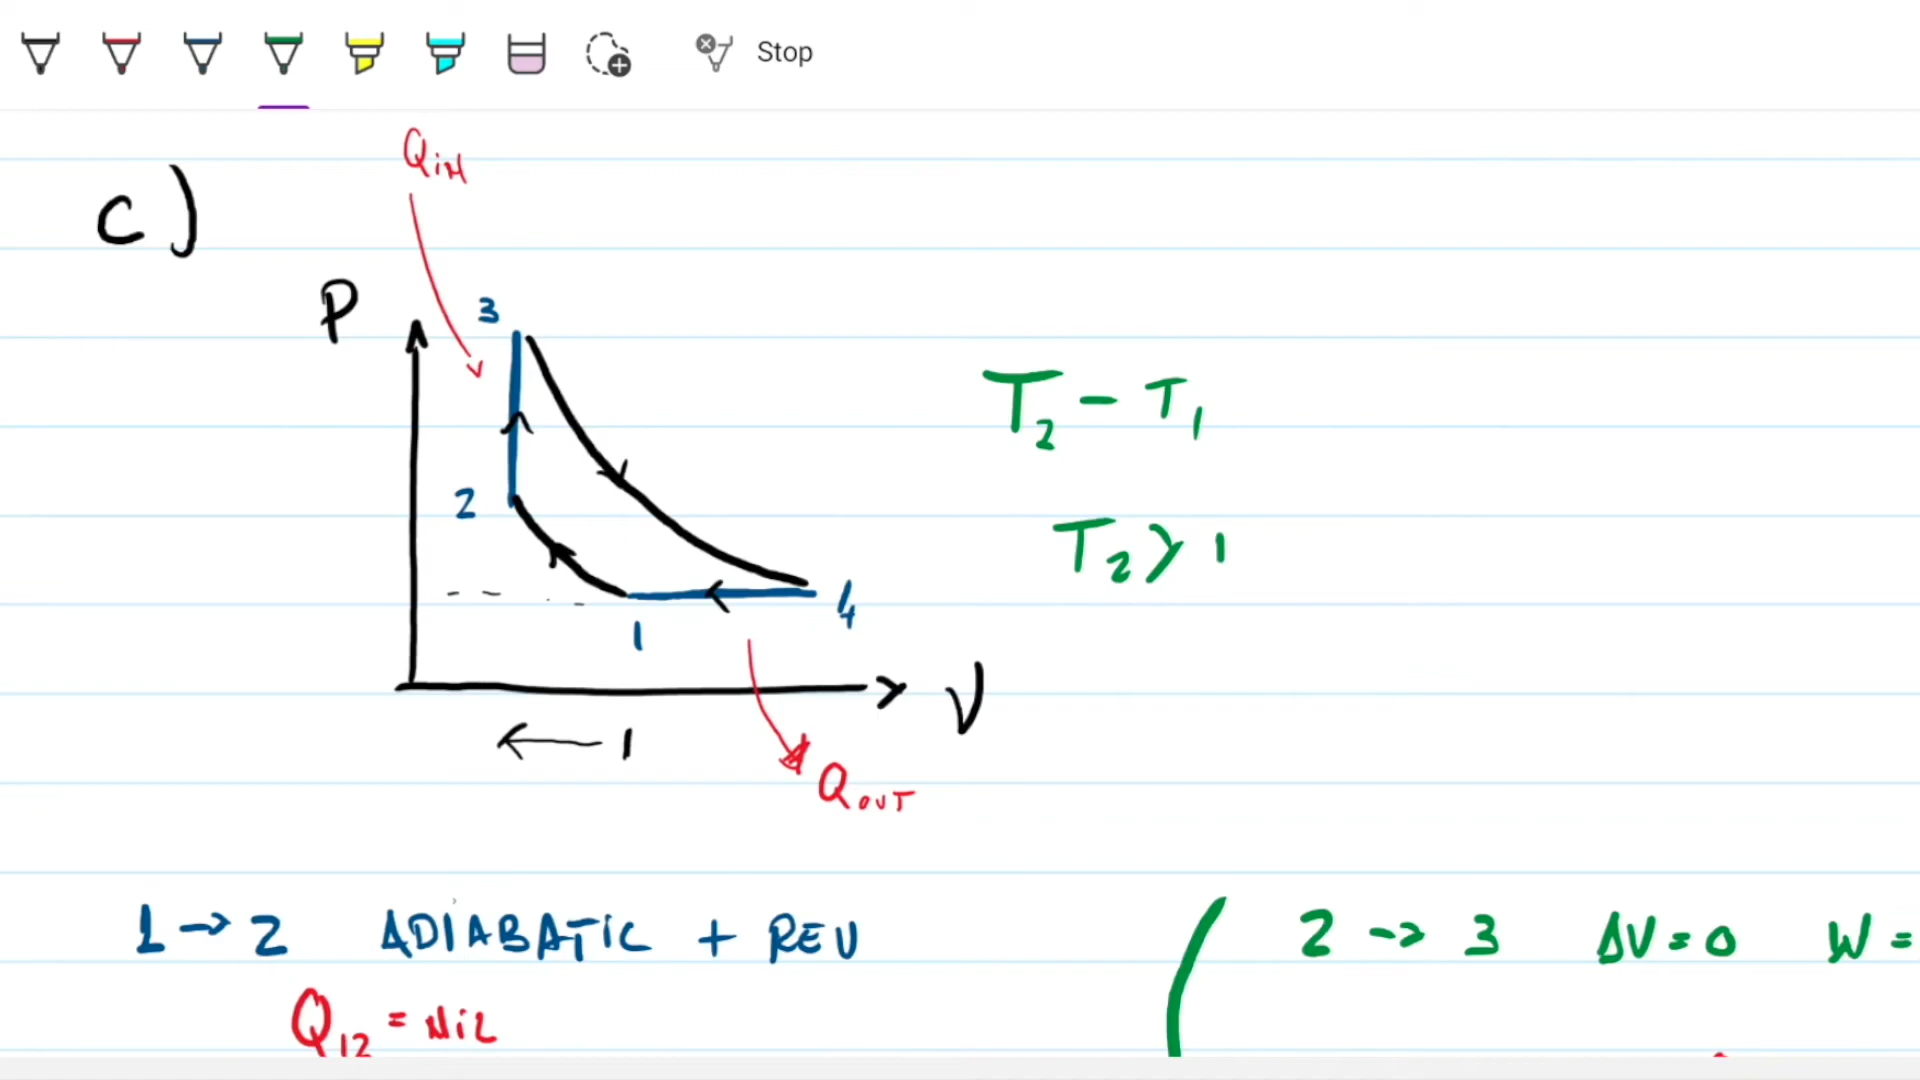 Stop
Qin
C)
P
3
T2 - T1
2
T2 > 1
4
1
V
← 1
Qout
1 → 2 ADIABATIC + REV
2 → 3 ΔV = 0 W =
Q12 = Nil